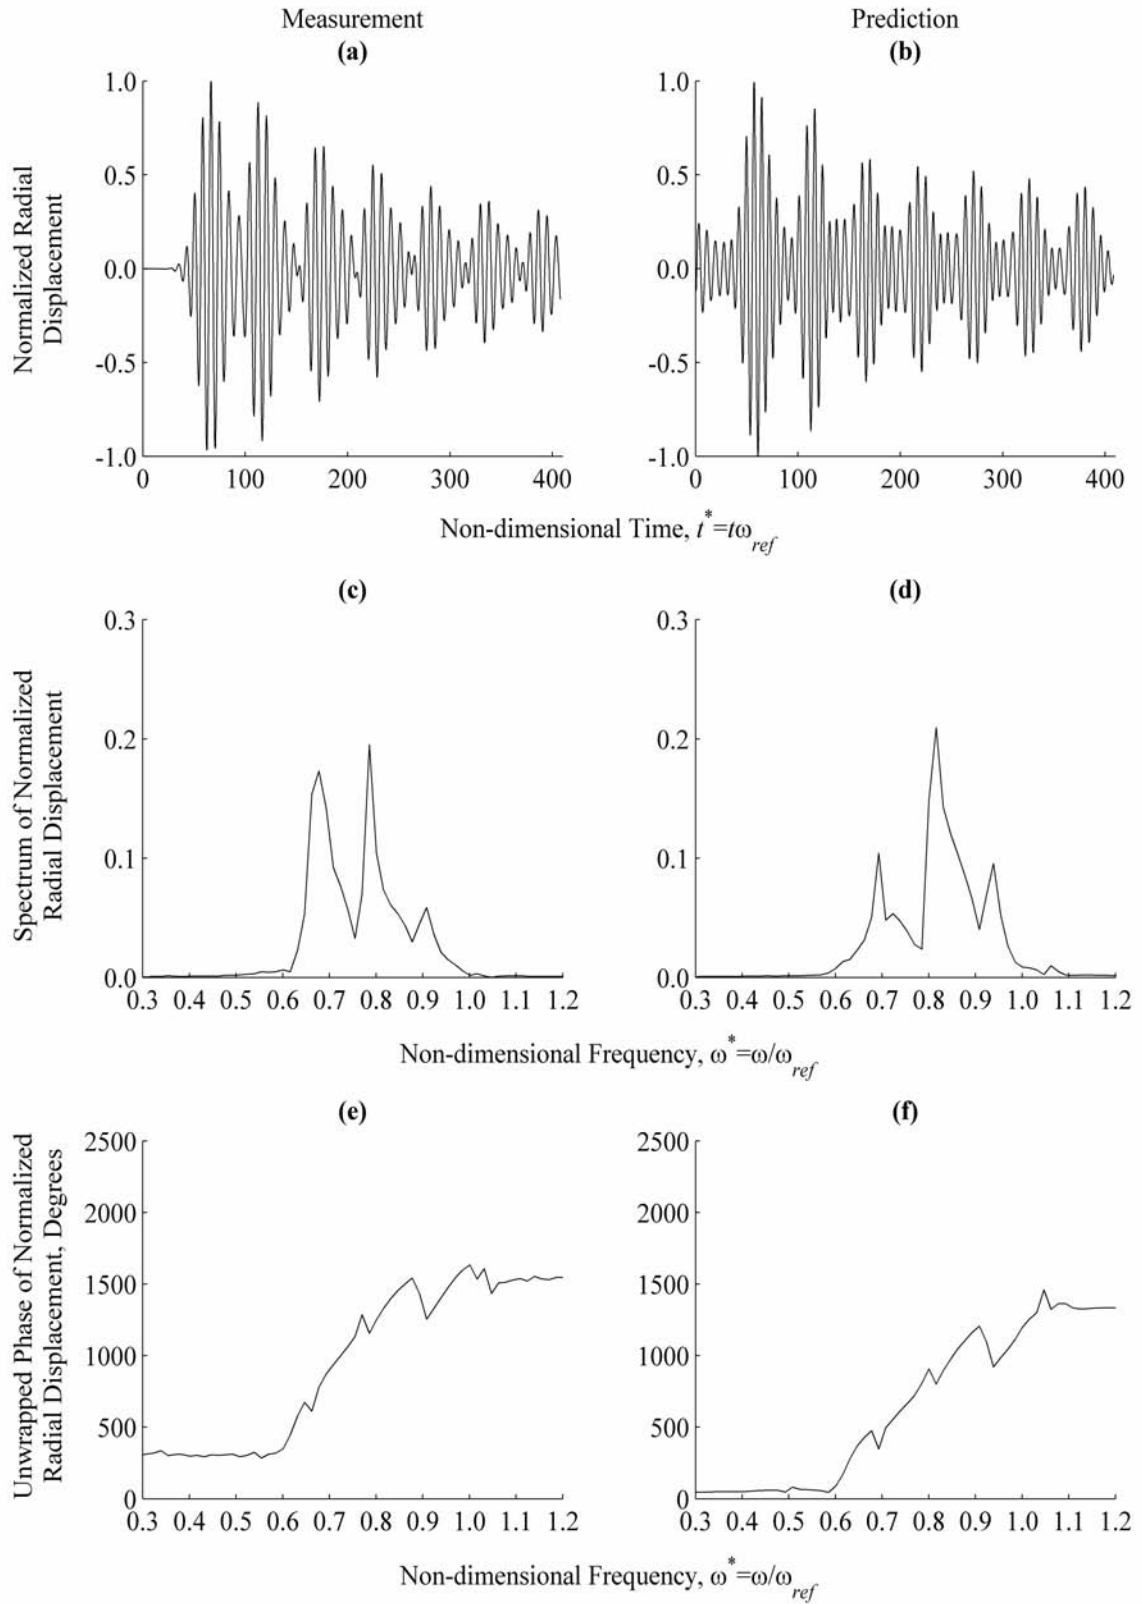 Measurement
Prediction
(a)
(b)
Normalized Radial
Displacement
1.0
0.5
0.0
-0.5
-1.0
0 100 200 300 400
1.0
0.5
0.0
-0.5
-1.0
0 100 200 300 400
Non-dimensional Time, t*=tωref
(c)
(d)
Spectrum of Normalized
Radial Displacement
0.3
0.2
0.1
0.0
0.3 0.4 0.5 0.6 0.7 0.8 0.9 1.0 1.1 1.2
0.3
0.2
0.1
0.0
0.3 0.4 0.5 0.6 0.7 0.8 0.9 1.0 1.1 1.2
Non-dimensional Frequency, ω*=ω/ωref
(e)
(f)
Unwrapped Phase of Normalized
Radial Displacement, Degrees
2500
2000
1500
1000
500
0
0.3 0.4 0.5 0.6 0.7 0.8 0.9 1.0 1.1 1.2
2500
2000
1500
1000
500
0
0.3 0.4 0.5 0.6 0.7 0.8 0.9 1.0 1.1 1.2
Non-dimensional Frequency, ω*=ω/ωref